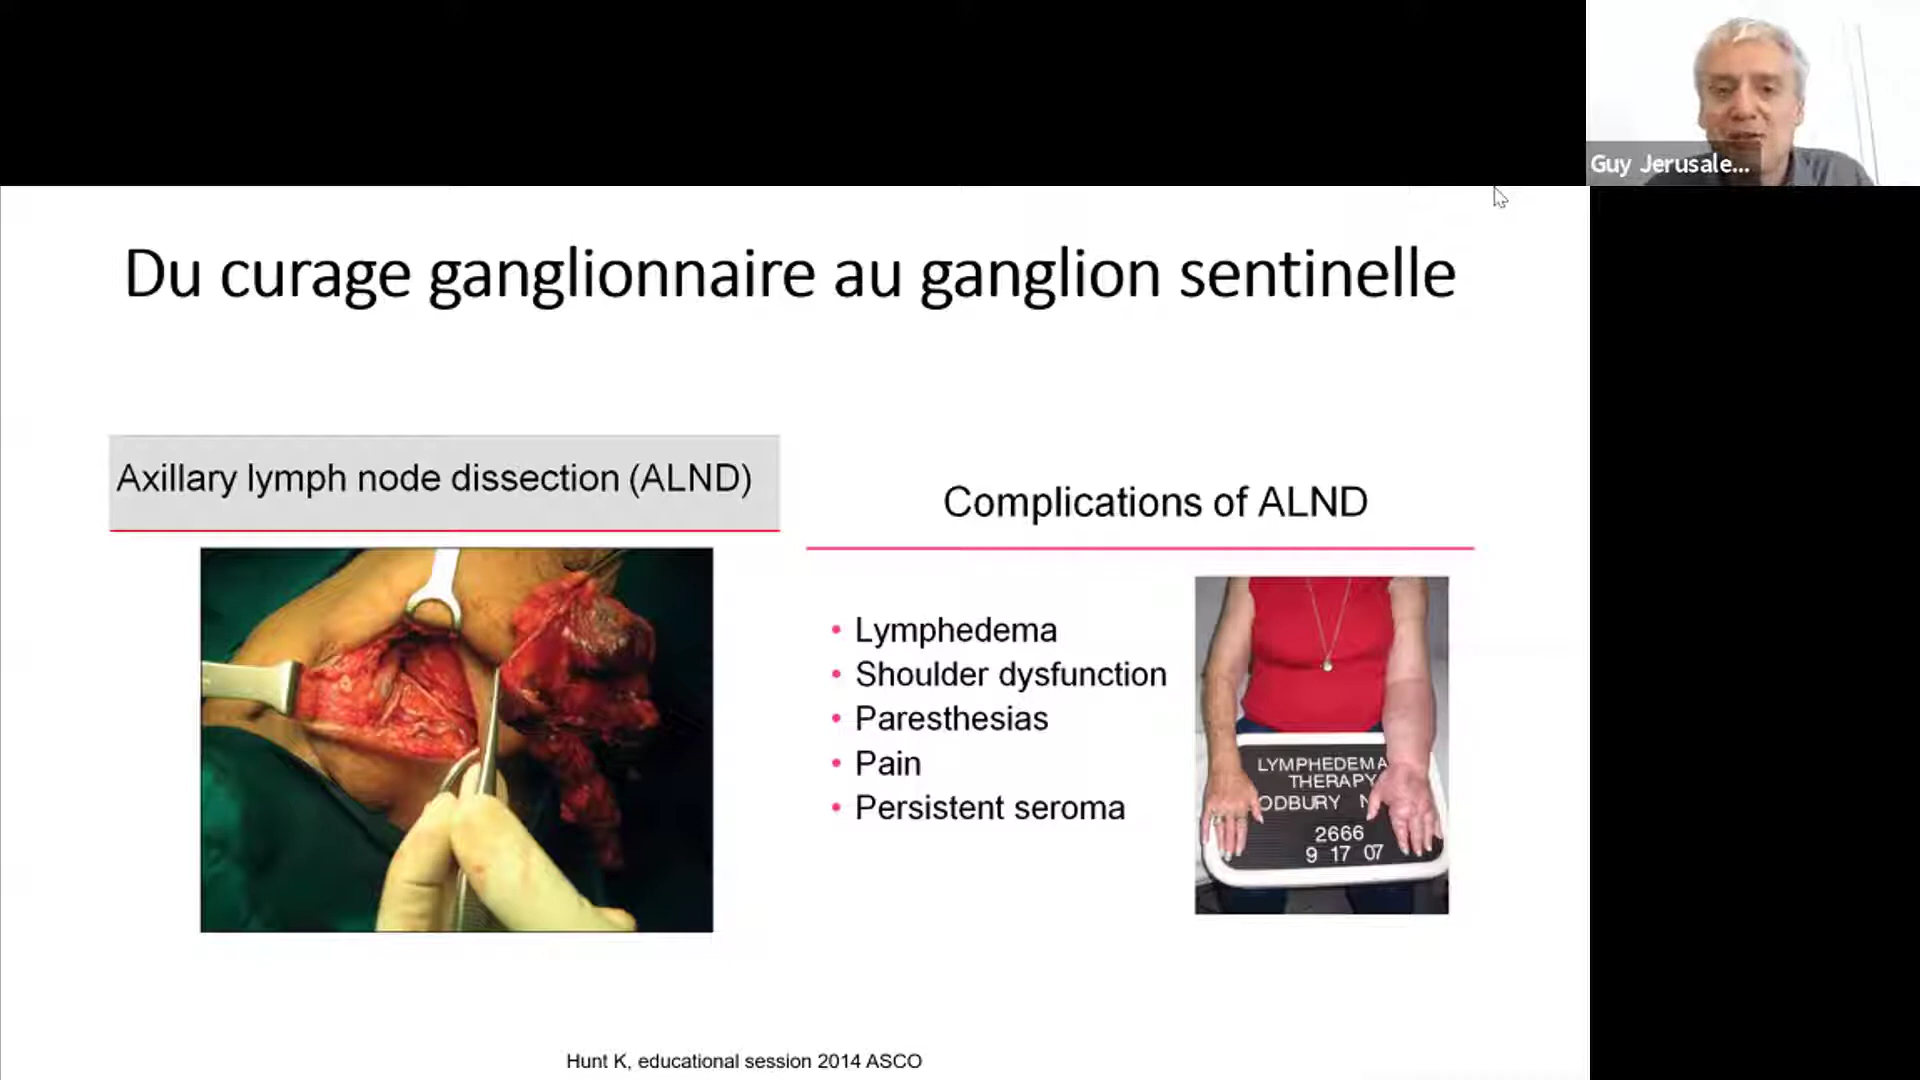 Guy Jerusale...
Du curage ganglionnaire au ganglion sentinelle
Axillary lymph node dissection (ALND)
Complications of ALND
• Lymphedema
• Shoulder dysfunction
• Paresthesias
• Pain
• Persistent seroma
LYMPHEDEMA
THERAPY
ODBURY N
2666
9 17 07
Hunt K, educational session 2014 ASCO